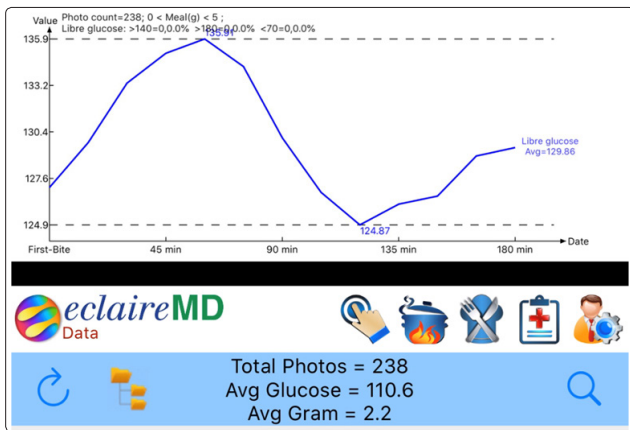 Value
Photo count=238; 0 < Meal(g) < 5 ;
Libre glucose: >140=0,0.0% >180=0,0.0% <70=0,0.0%
135.91
135.9
133.2
130.4
127.6
124.9
Libre glucose
Avg=129.86
124.87
Date
First-Bite 45 min 90 min 135 min 180 min
eclaireMD
Data
Total Photos = 238
Avg Glucose = 110.6
Avg Gram = 2.2